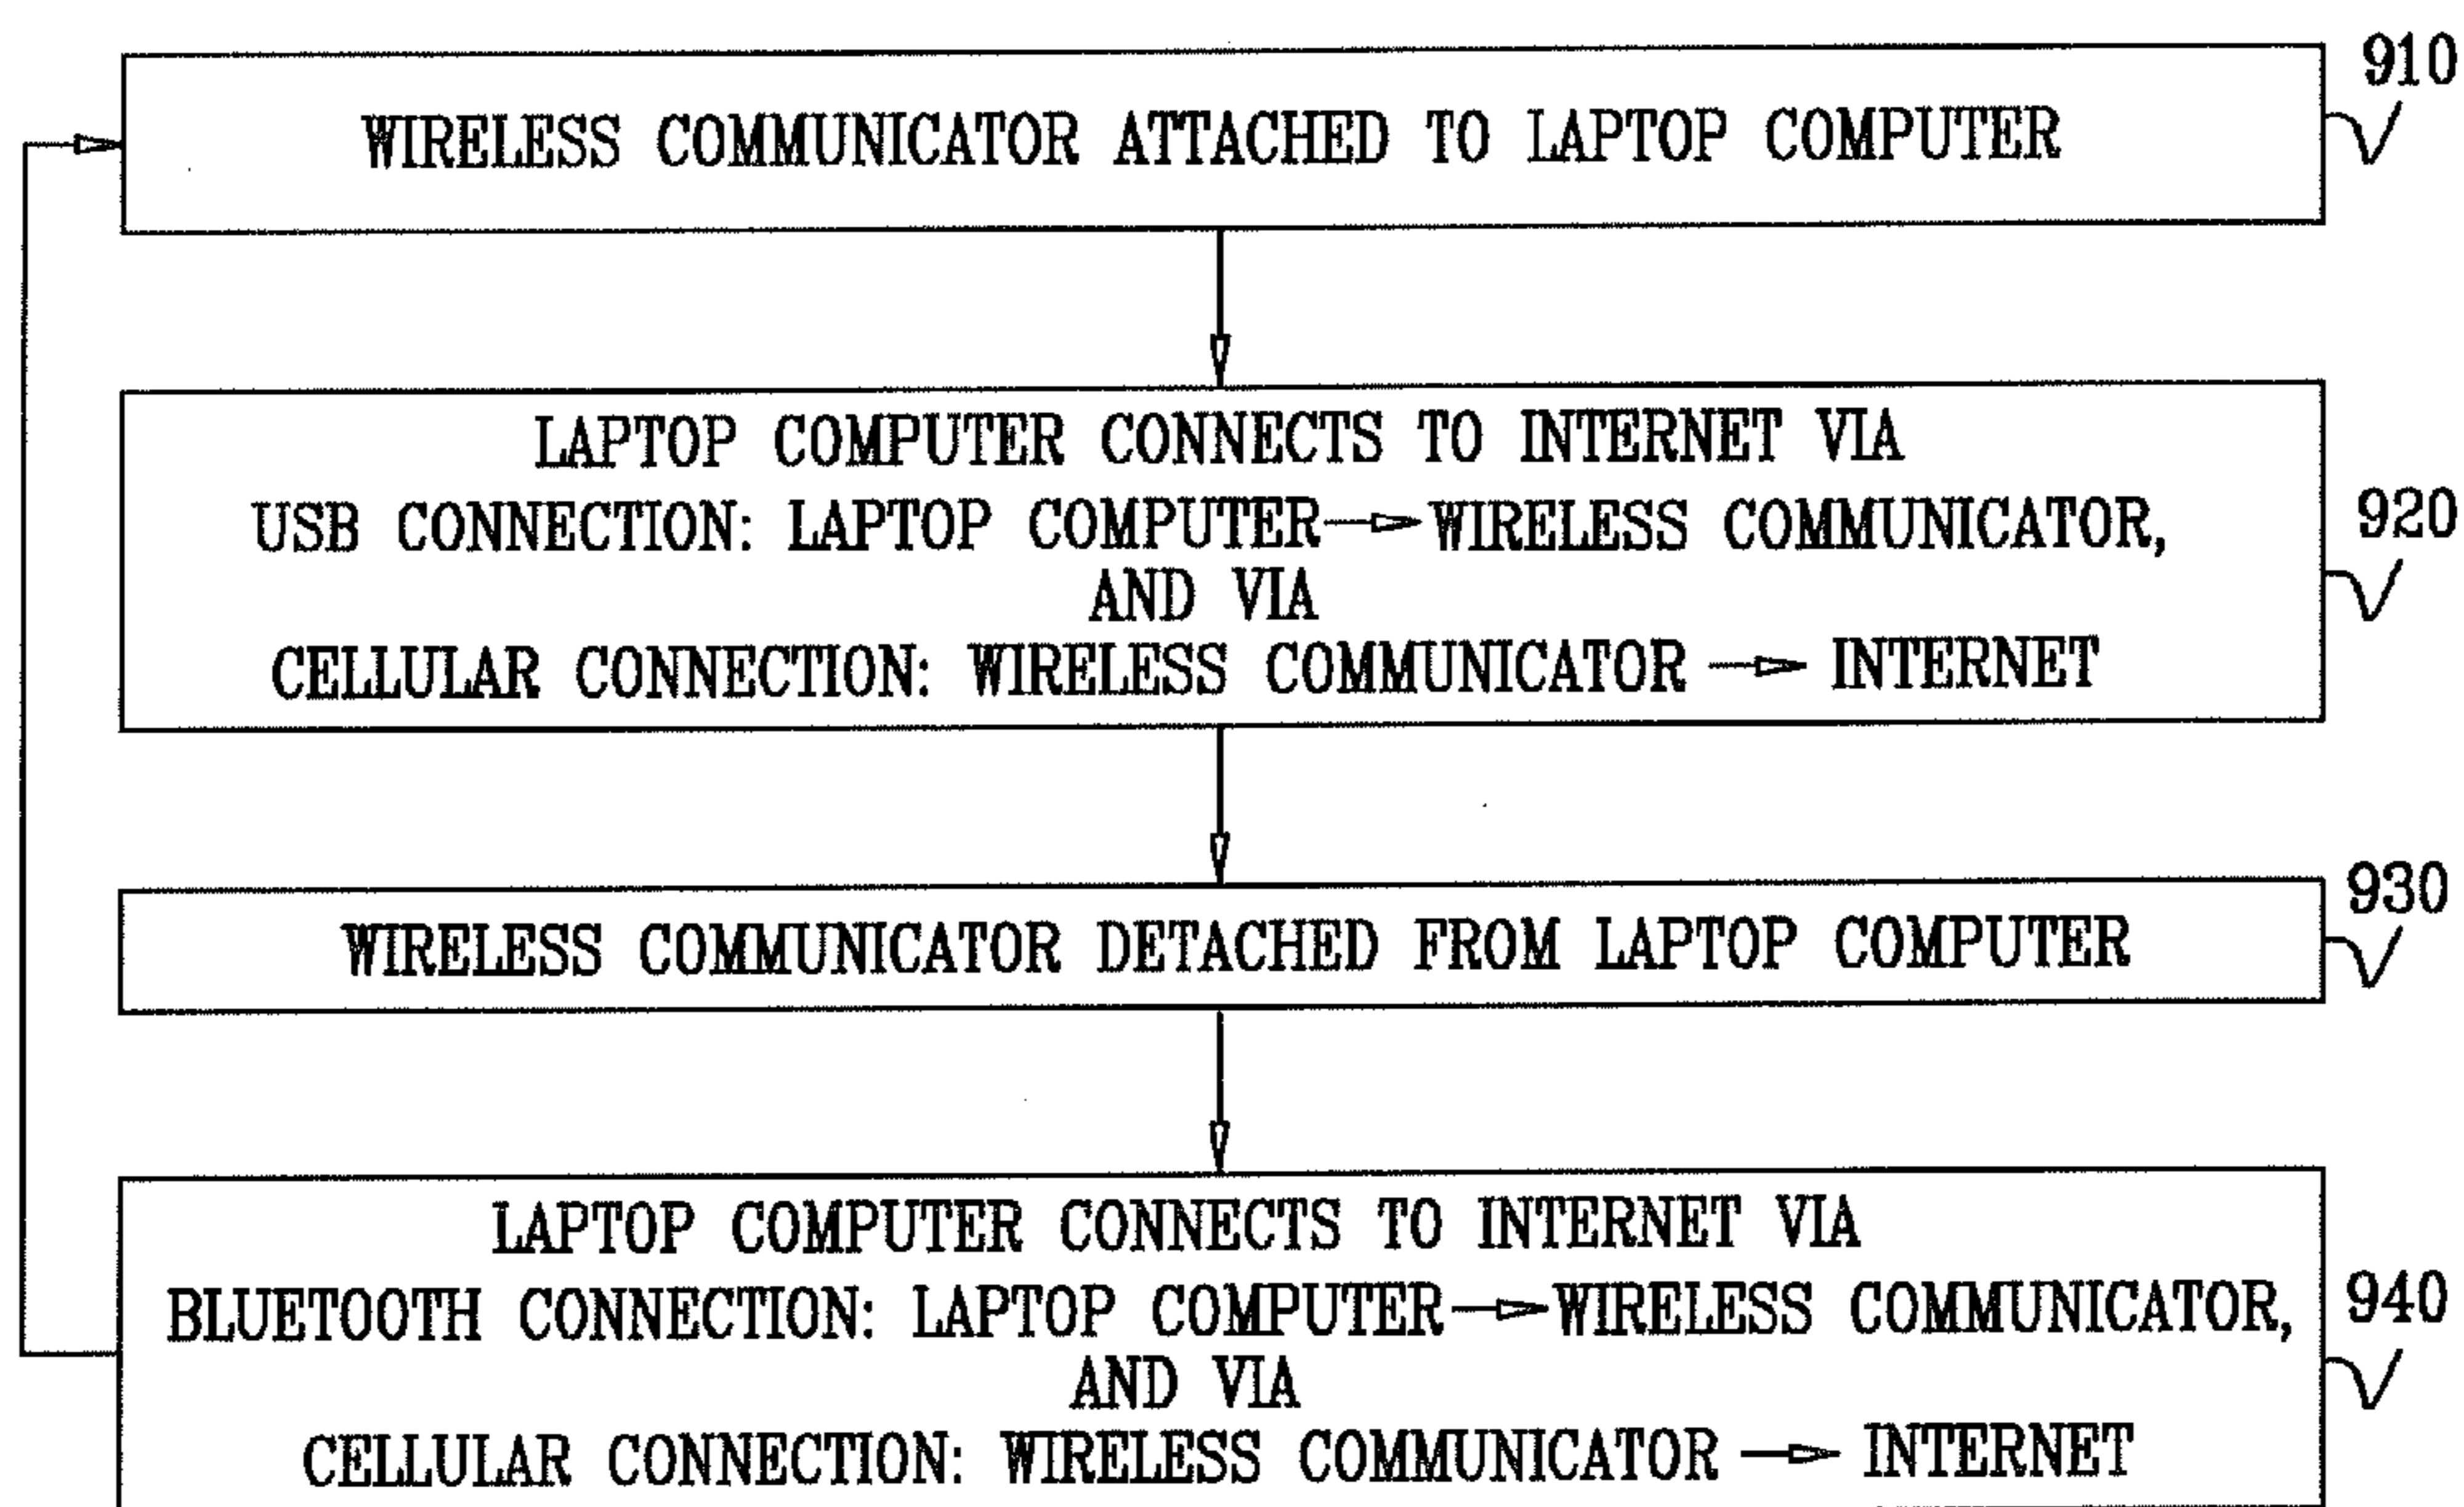 910
WIRELESS COMMUNICATOR ATTACHED TO LAPTOP COMPUTER
LAPTOP COMPUTER CONNECTS TO INTERNET VIA
USB CONNECTION: LAPTOP COMPUTER→WIRELESS COMMUNICATOR,
920
AND VIA
CELLULAR CONNECTION: WIRELESS COMMUNICATOR → INTERNET
930
WIRELESS COMMUNICATOR DETACHED FROM LAPTOP COMPUTER
LAPTOP COMPUTER CONNECTS TO INTERNET VIA
BLUETOOTH CONNECTION: LAPTOP COMPUTER→WIRELESS COMMUNICATOR,
940
AND VIA
CELLULAR CONNECTION: WIRELESS COMMUNICATOR → INTERNET